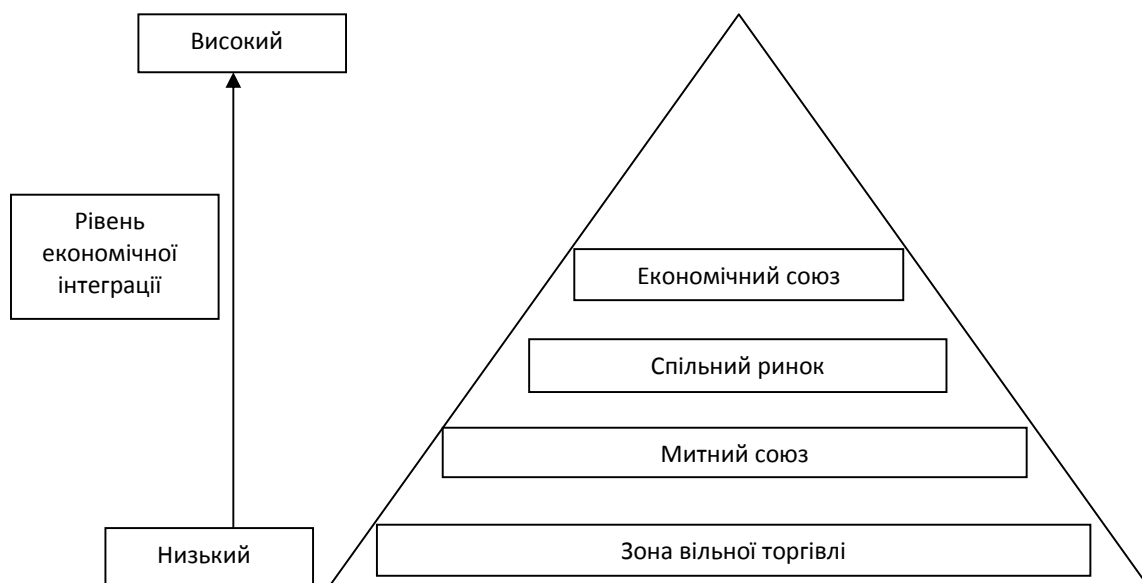 Високий
Рівень
економічної
інтеграції
Низький
Економічний союз
Спільний ринок
Митний союз
Зона вільної торгівлі